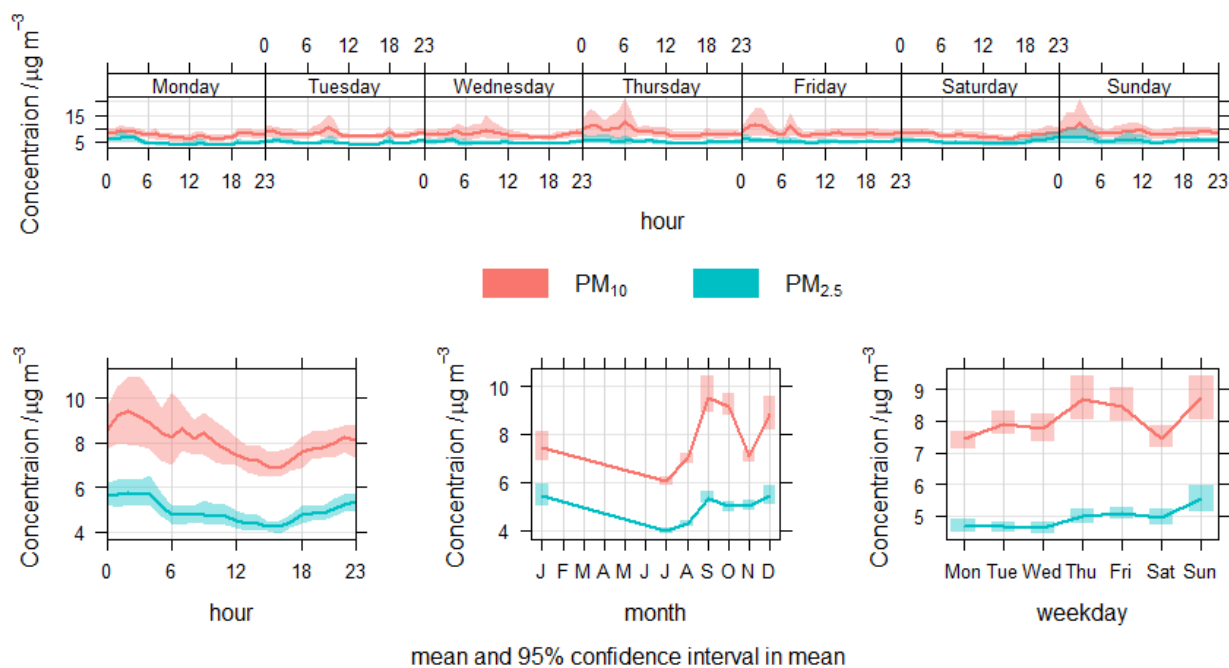 0 6 12 18 23 0 6 12 18 23 0 6 12 18 23
Monday Tuesday Wednesday Thursday Friday Saturday Sunday
Concentraion /µg m⁻³
15
5
0 6 12 18 23 0 6 12 18 23 0 6 12 18 23 0 6 12 18 23
hour
PM₁₀ PM₂.₅
Concentraion /µg m⁻³
10
8
6
4
0 6 12 18 23
hour
Concentraion /µg m⁻³
10
8
6
4
J F M A M J J A S O N D
month
Concentraion /µg m⁻³
9
8
7
6
5
Mon Tue Wed Thu Fri Sat Sun
weekday
mean and 95% confidence interval in mean